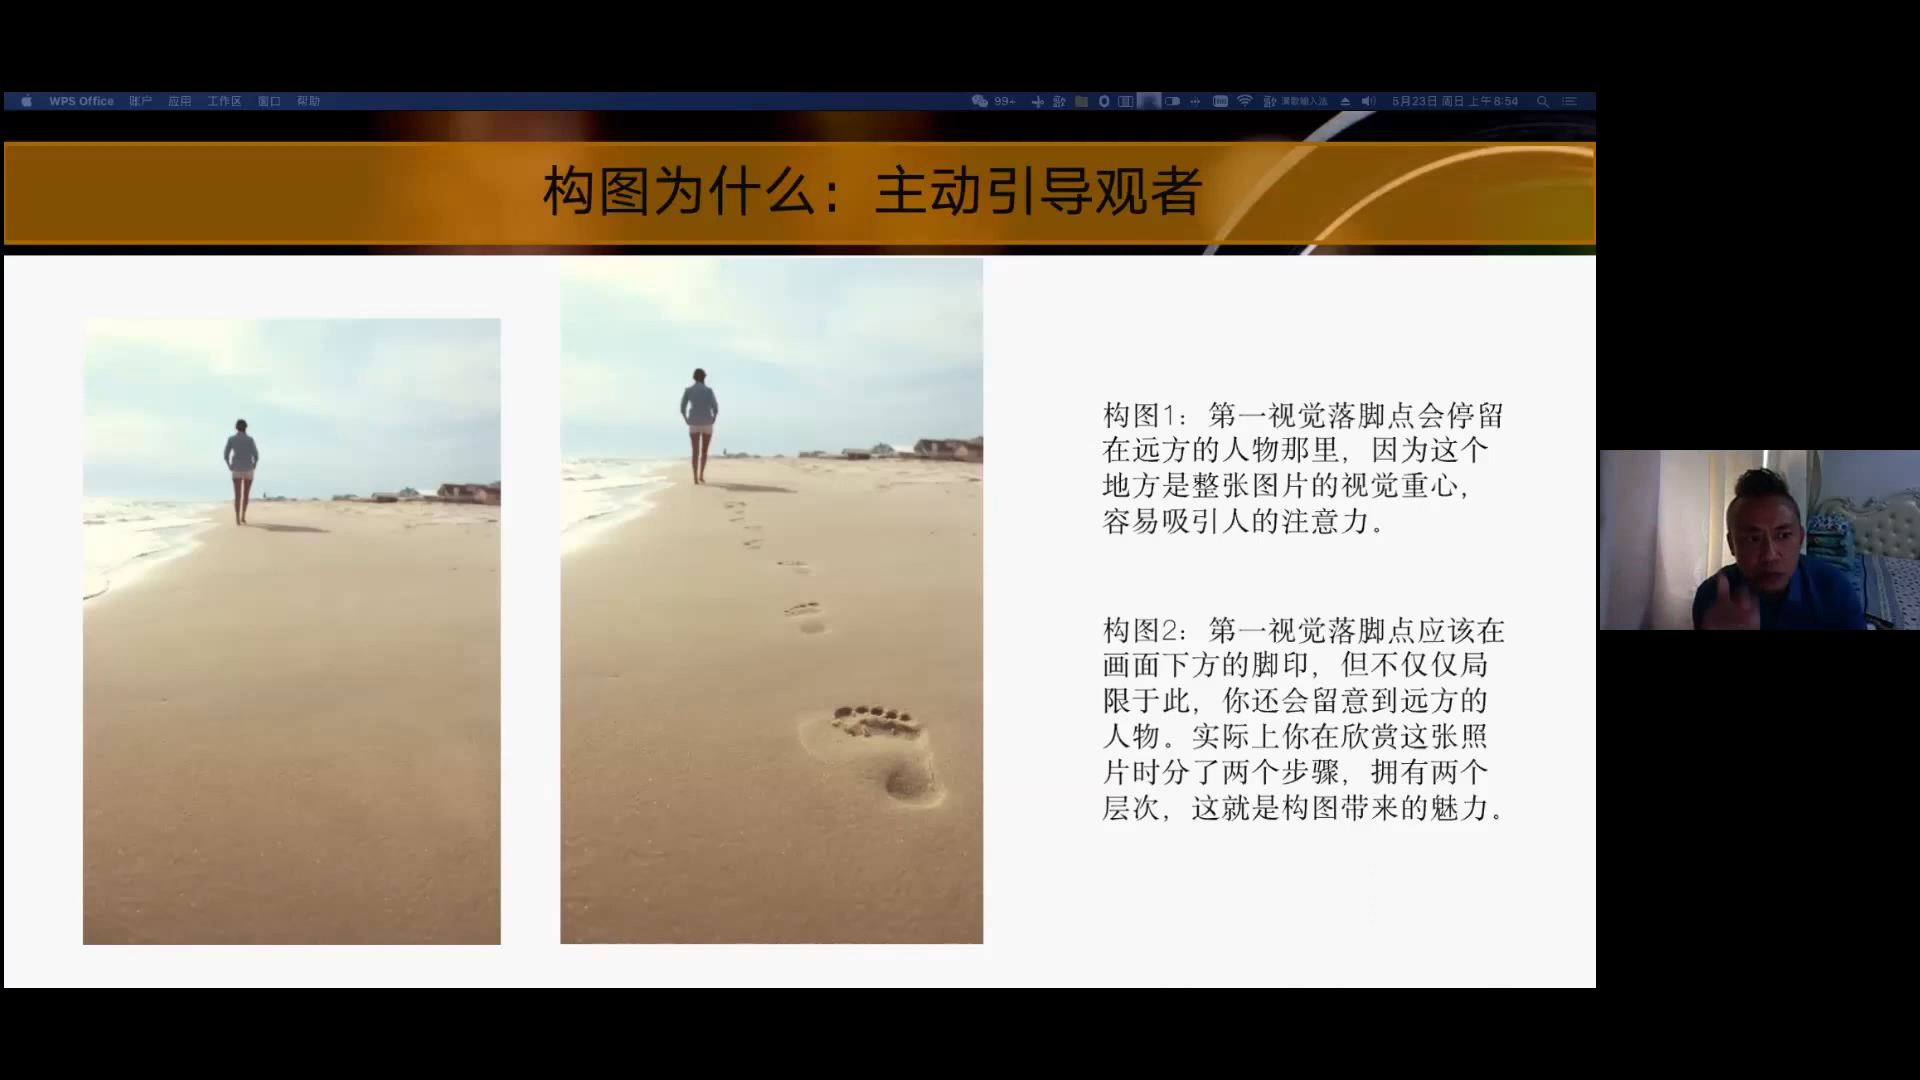 WPS Office 账户 应用 工作区 窗口 帮助
99+ 搜歌输入法 5月23日 周日 上午8:54
构图为什么：主动引导观者
构图1：第一视觉落脚点会停留
在远方的人物那里，因为这个
地方是整张图片的视觉重心，
容易吸引人的注意力。
构图2：第一视觉落脚点应该在
画面下方的脚印，但不仅仅局
限于此，你还会留意到远方的
人物。实际上你在欣赏这张照
片时分了两个步骤，拥有两个
层次，这就是构图带来的魅力。